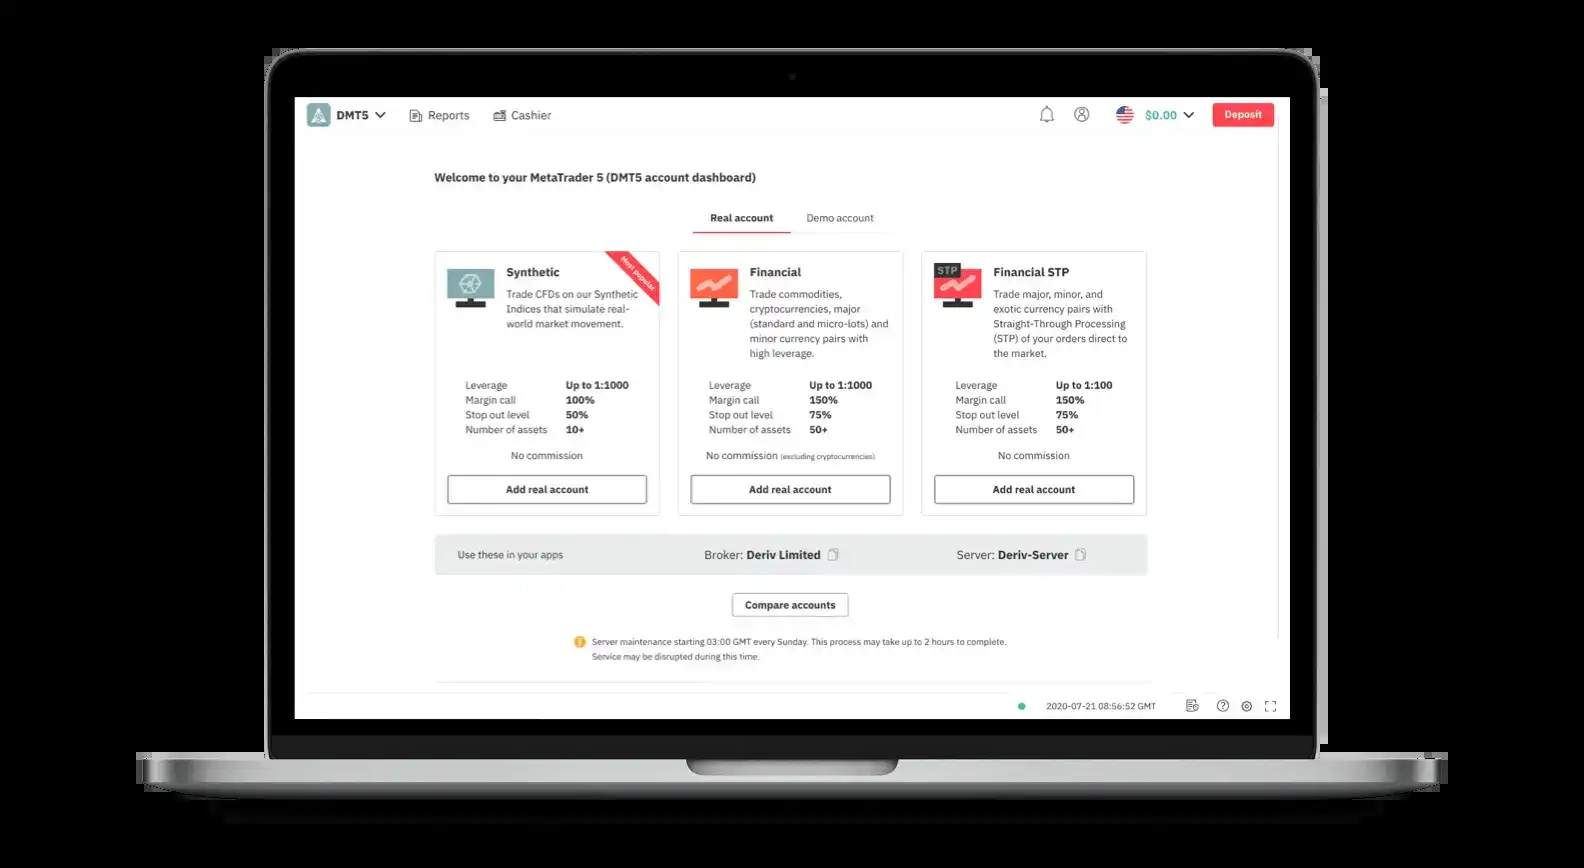 DMT5
Reports
Cashier
$0.00
Deposit
Welcome to your MetaTrader 5 (DMT5 account dashboard)
Real account
Demo account
Most popular
Synthetic
Trade CFDs on our Synthetic
Indices that simulate real-
world market movement.
Leverage Up to 1:1000
Margin call 100%
Stop out level 50%
Number of assets 10+
No commission
Add real account
Financial
Trade commodities,
cryptocurrencies, major
(standard and micro-lots) and
minor currency pairs with
high leverage.
Leverage Up to 1:1000
Margin call 150%
Stop out level 75%
Number of assets 50+
No commission (excluding cryptocurrencies)
Add real account
STP
Financial STP
Trade major, minor, and
exotic currency pairs with
Straight-Through Processing
(STP) of your orders direct to
the market.
Leverage Up to 1:100
Margin call 150%
Stop out level 75%
Number of assets 50+
No commission
Add real account
Use these in your apps
Broker: Deriv Limited
Server: Deriv-Server
Compare accounts
Server maintenance starting 03:00 GMT every Sunday. This process may take up to 2 hours to complete.
Service may be disrupted during this time.
2020-07-21 08:56:52 GMT